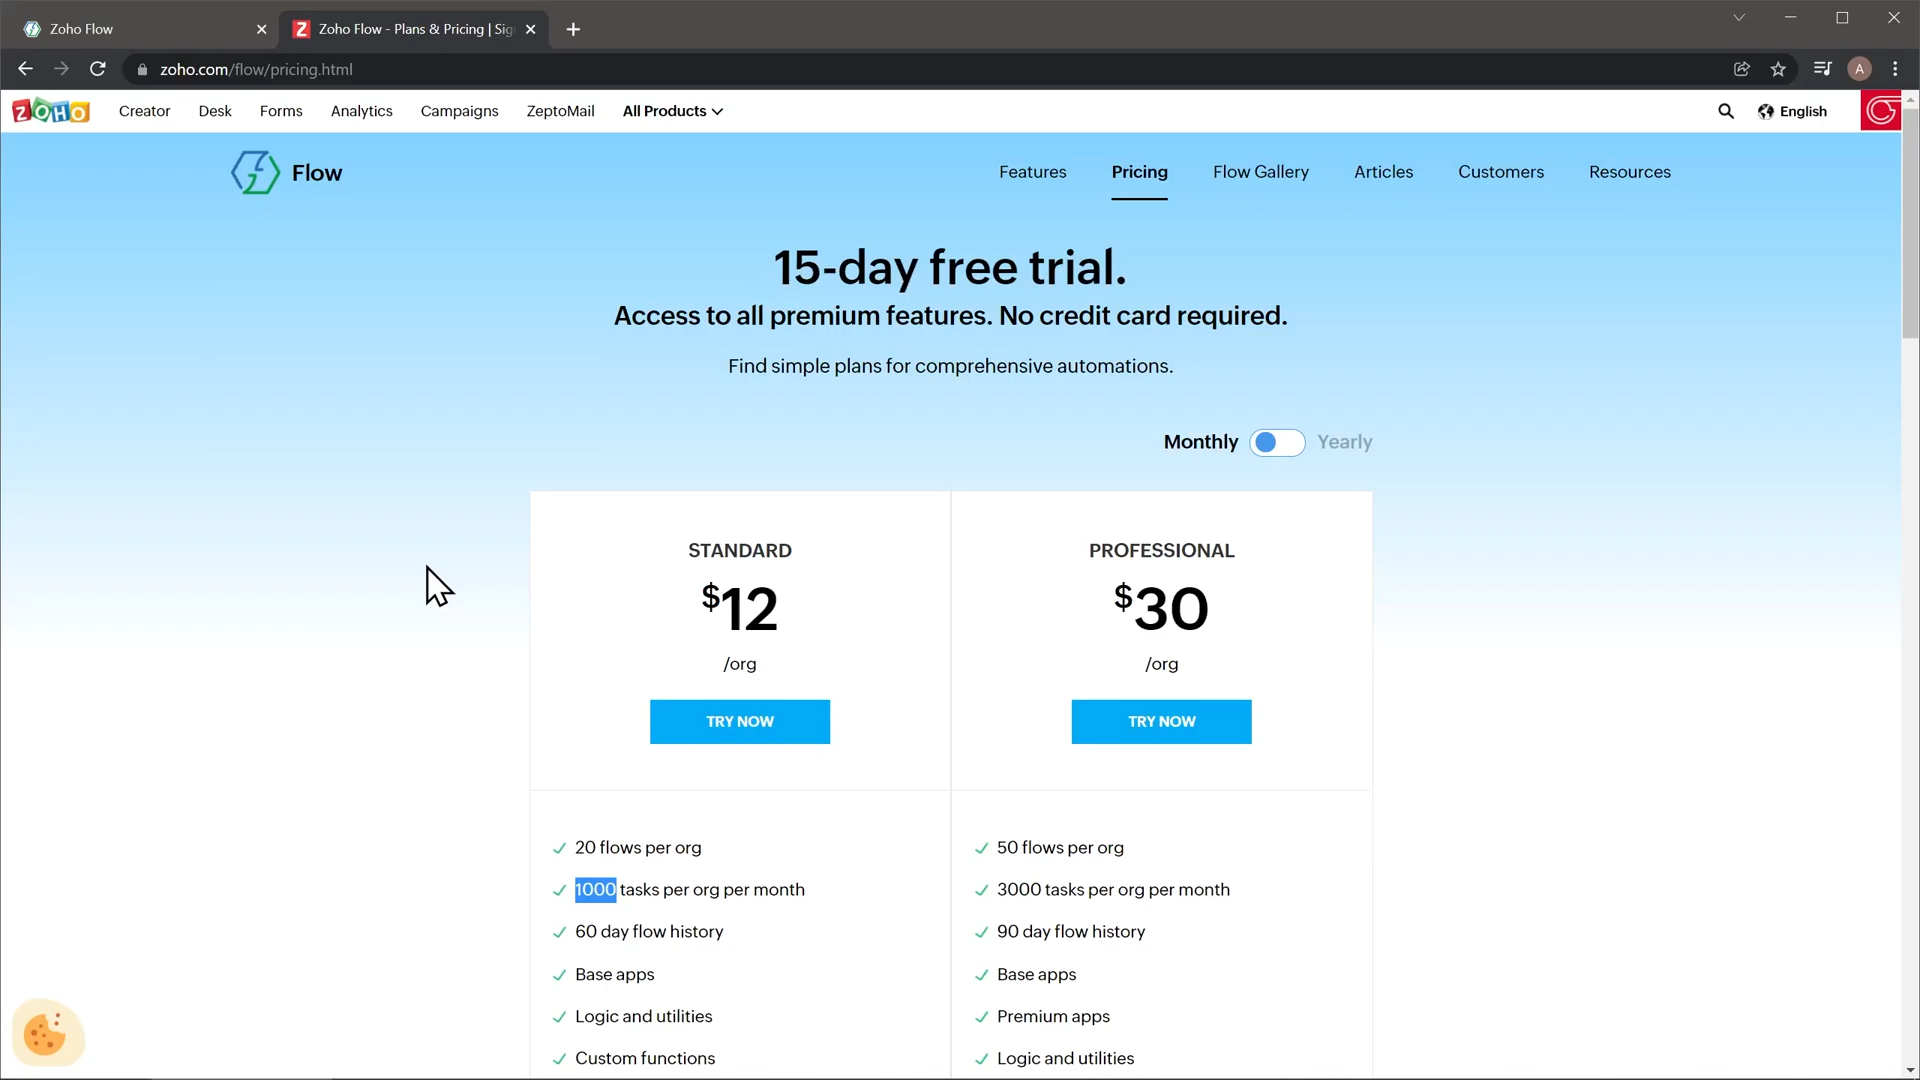 Zoho Flow
Zoho Flow - Plans & Pricing | Sig
zoho.com/flow/pricing.html
A
ZOHO
Creator
Desk
Forms
Analytics
Campaigns
ZeptoMail
All Products
English
Flow
Features
Pricing
Flow Gallery
Articles
Customers
Resources
15-day free trial.
Access to all premium features. No credit card required.
Find simple plans for comprehensive automations.
Monthly
Yearly
STANDARD
$12
/org
TRY NOW
20 flows per org
1000 tasks per org per month
60 day flow history
Base apps
Logic and utilities
Custom functions
PROFESSIONAL
$30
/org
TRY NOW
50 flows per org
3000 tasks per org per month
90 day flow history
Base apps
Premium apps
Logic and utilities